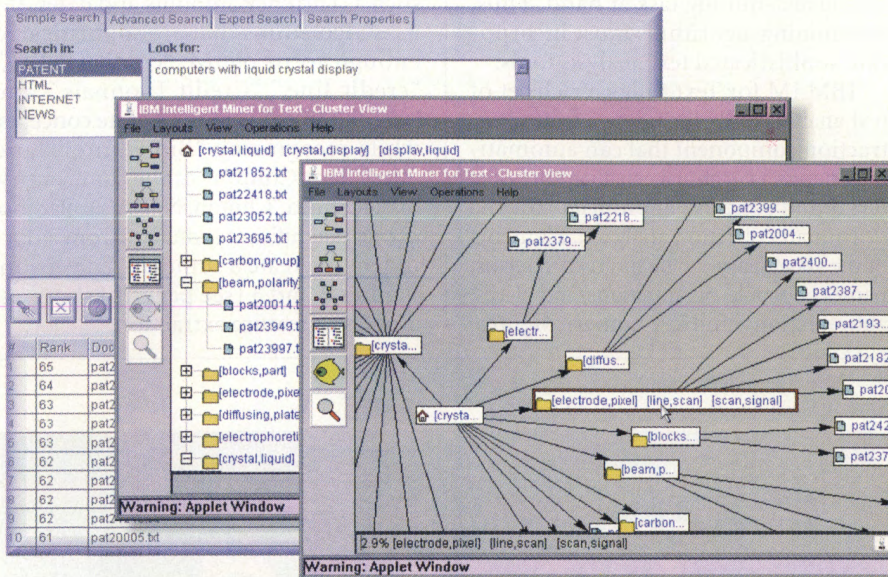 Simple Search
Advanced Search
Expert Search
Search Properties
Search in:
Look for:
PATENT
HTML
INTERNET
NEWS
computers with liquid crystal display
IBM Intelligent Miner for Text - Cluster View
File Layouts View Operations Help
[crystal,liquid] [crystal,display] [display,liquid]
pat21852.txt
pat22418.txt
pat23052.txt
pat23695.txt
[carbon,group]
[beam,polarity
pat20014.t
pat23949.t
pat23997.t
[blocks,part]
[electrode,pixe
[diffusing,plate
[electrophoreti
[crystal,liquid]
Warning: Applet Window
# Rank Doc
1 65 pat2
2 64 pat2
3 63 pat2
4 63 pat2
5 63 pat2
6 62 pat2
7 62 pat2
8 62 pat2
9 62 pat2
10 61 pat20005.txt
IBM Intelligent Miner for Text - Cluster View
File Layouts View Operations Help
pat2218...
pat2399...
pat2379...
pat2004...
pat2400...
pat2387...
pat2193...
pat2182
[electr...
[crysta...
[diffus...
[electrode,pixel] [line,scan] [scan,signal]
pat20
[crysta...
[blocks...
pat242
pat237
[beam,p...
[carbon...
2.9% [electrode,pixel] [line,scan] [scan,signal]
Warning: Applet Window